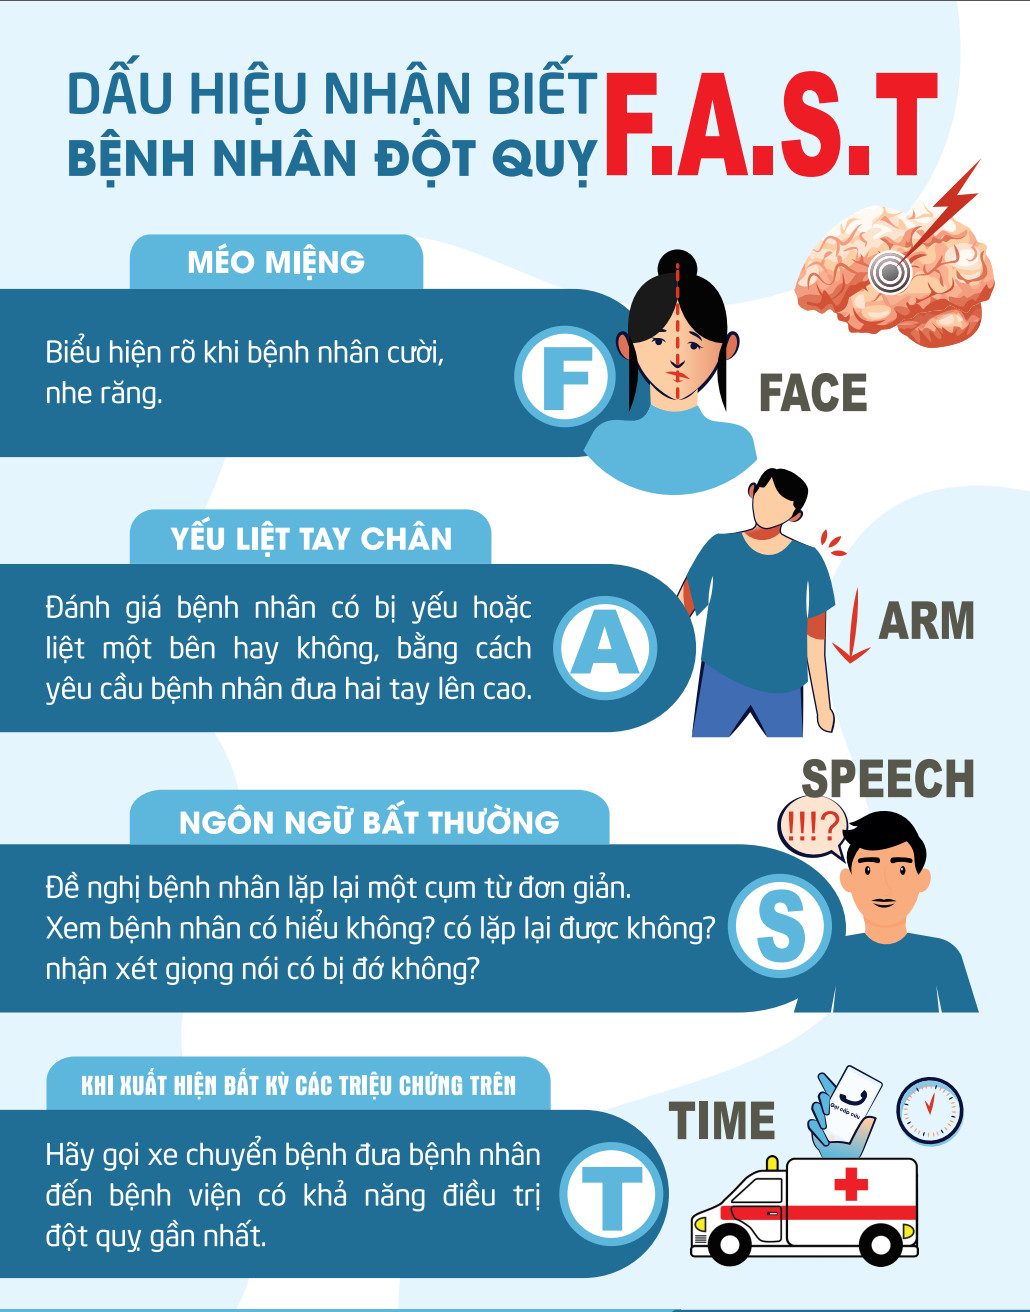 DẤU HIỆU NHẬN BIẾT
BỆNH NHÂN ĐỘT QUỴ
F.A.S.T
MÉO MIỆNG
Biểu hiện rõ khi bệnh nhân cười,
nhe răng.
F
FACE
YẾU LIỆT TAY CHÂN
Đánh giá bệnh nhân có bị yếu hoặc
liệt một bên hay không, bằng cách
yêu cầu bệnh nhân đưa hai tay lên cao.
A
ARM
SPEECH
!!!?
NGÔN NGỮ BẤT THƯỜNG
Đề nghị bệnh nhân lặp lại một cụm từ đơn giản.
Xem bệnh nhân có hiểu không? có lặp lại được không?
nhận xét giọng nói có bị đớ không?
S
KHI XUẤT HIỆN BẤT KỲ CÁC TRIỆU CHỨNG TRÊN
Hãy gọi xe chuyển bệnh đưa bệnh nhân
đến bệnh viện có khả năng điều trị
đột quỵ gần nhất.
T
TIME
Gọi cấp cứu